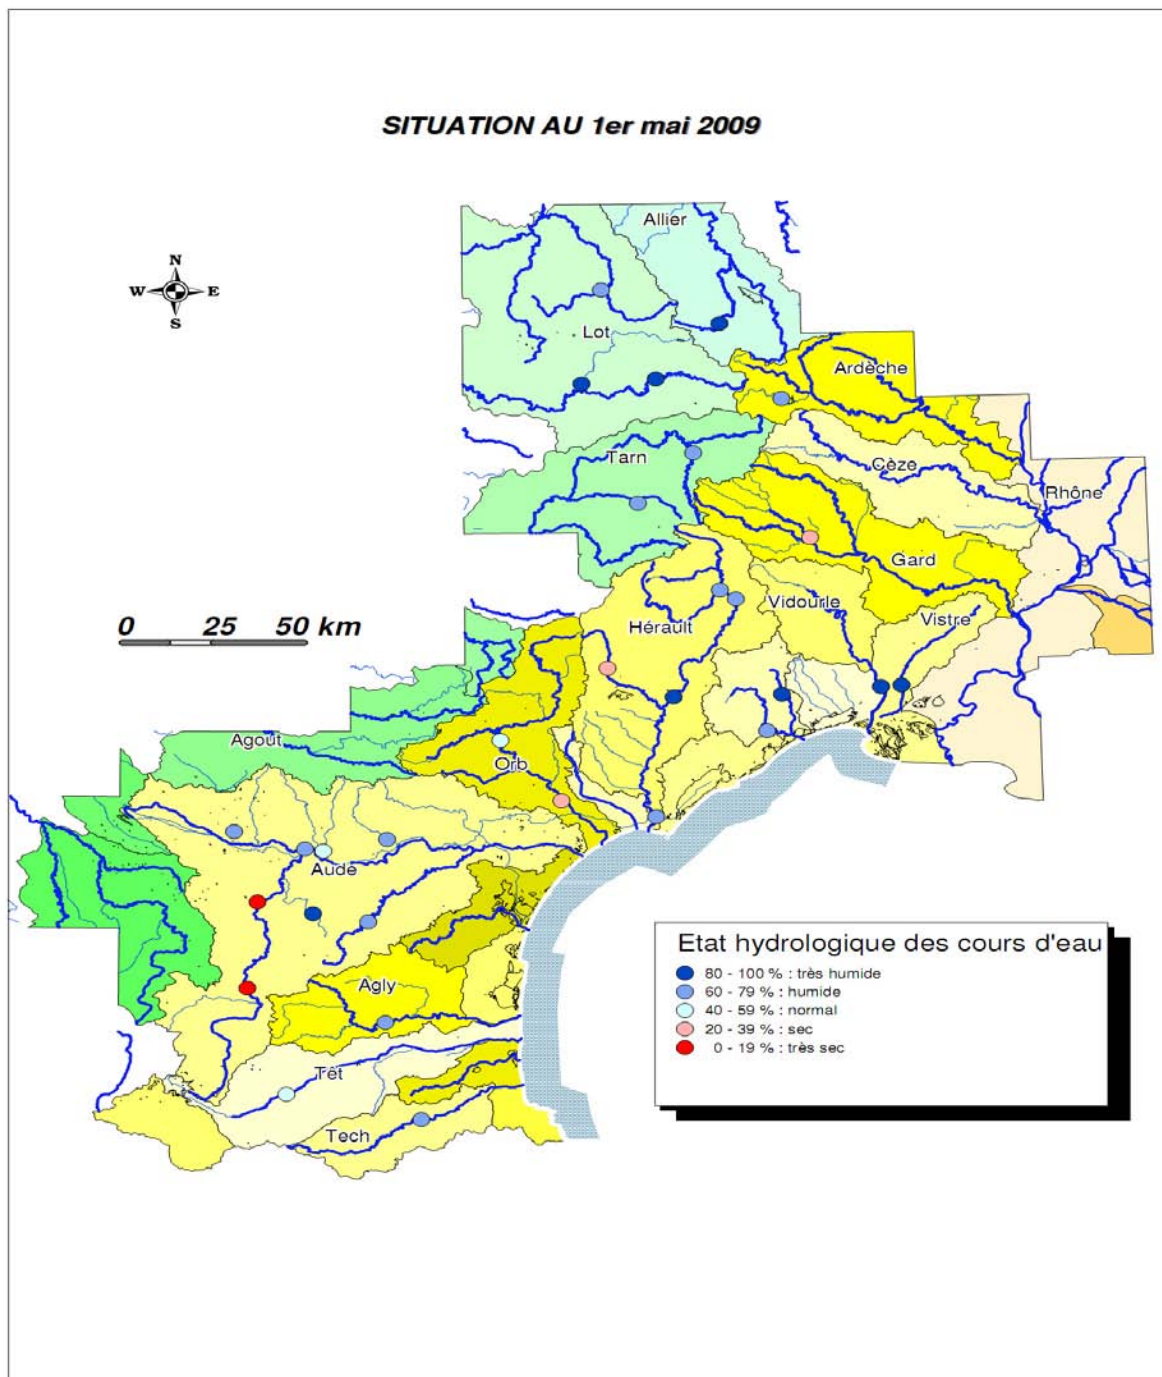 SITUATION AU 1er mai 2009
Allier
N
W E
S
Lot
Ardèche
Tarn
Cèze
Rhône
Gard
0 25 50 km
Hérault
Vidourle
Vistre
Agout
Orb
Aude
Etat hydrologique des cours d'eau
80 - 100 % : très humide
60 - 79 % : humide
40 - 59 % : normal
20 - 39 % : sec
0 - 19 % : très sec
Agly
Têt
Tech